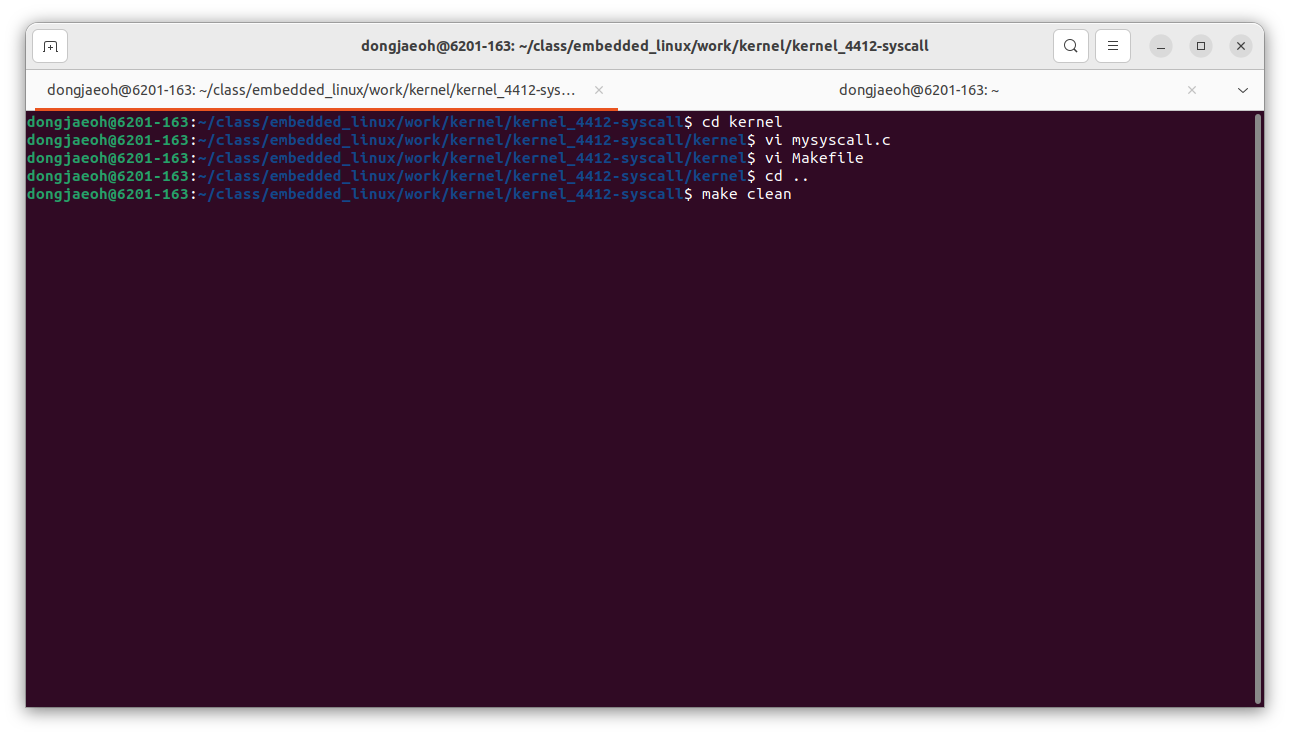 dongjaeoh@6201-163: ~/class/embedded_linux/work/kernel/kernel_4412-syscall
dongjaeoh@6201-163: ~/class/embedded_linux/work/kernel/kernel_4412-sys...
dongjaeoh@6201-163: ~
dongjaeoh@6201-163:~/class/embedded_linux/work/kernel/kernel_4412-syscall$ cd kernel
dongjaeoh@6201-163:~/class/embedded_linux/work/kernel/kernel_4412-syscall/kernel$ vi mysyscall.c
dongjaeoh@6201-163:~/class/embedded_linux/work/kernel/kernel_4412-syscall/kernel$ vi Makefile
dongjaeoh@6201-163:~/class/embedded_linux/work/kernel/kernel_4412-syscall/kernel$ cd ..
dongjaeoh@6201-163:~/class/embedded_linux/work/kernel/kernel_4412-syscall$ make clean